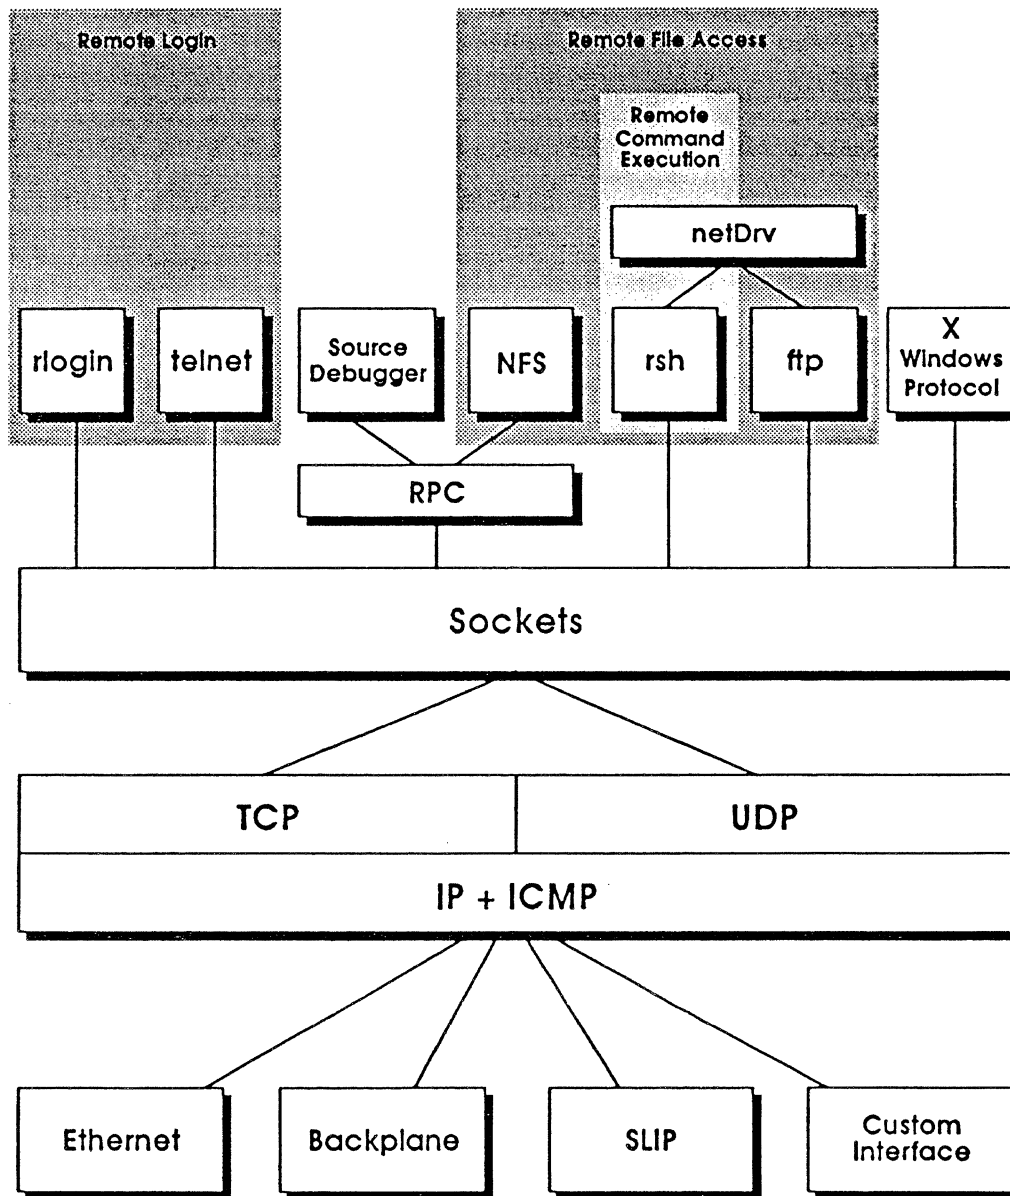 Remote Login
Remote File Access
Remote
Command
Execution
netDrv
rlogin
telnet
Source
Debugger
NFS
rsh
ftp
X
Windows
Protocol
RPC
Sockets
TCP
UDP
IP + ICMP
Ethernet
Backplane
SLIP
Custom
Interface